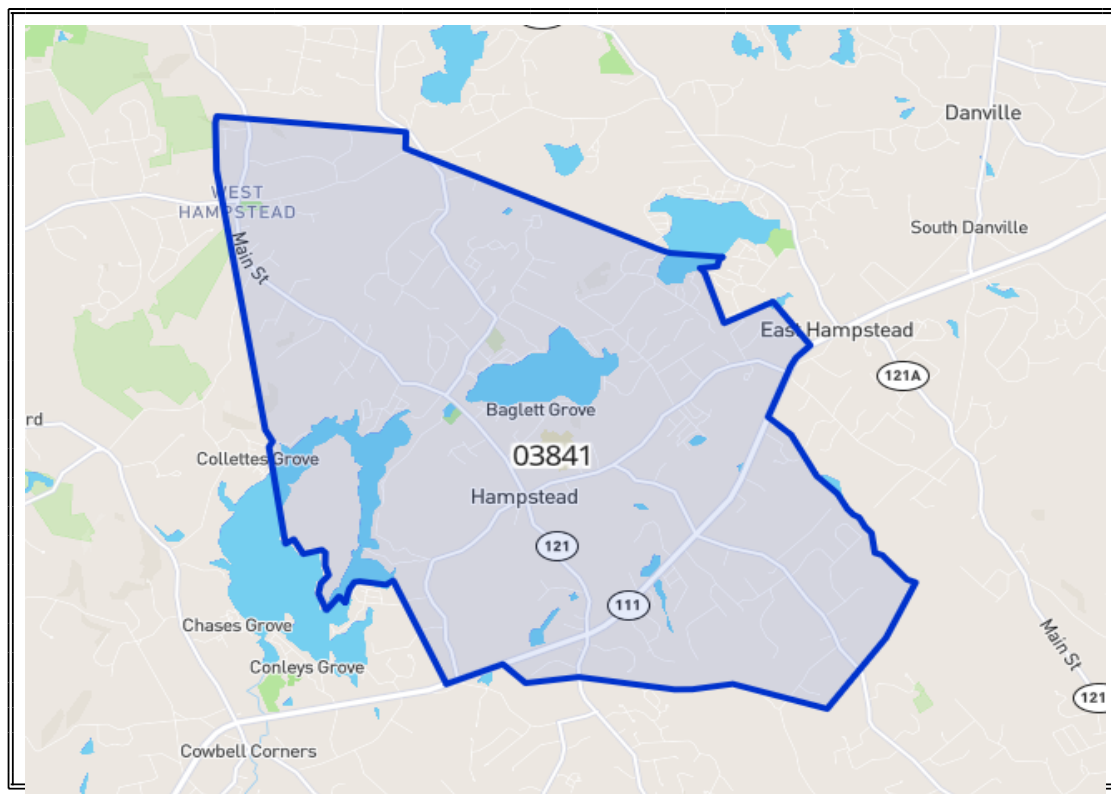 Danville
WEST
HAMPSTEAD
South Danville
Main St
East Hampstead
121A
Baglett Grove
rd
03841
Collettes Grove
Hampstead
121
111
Chases Grove
Main St
Conleys Grove
121
Cowbell Corners